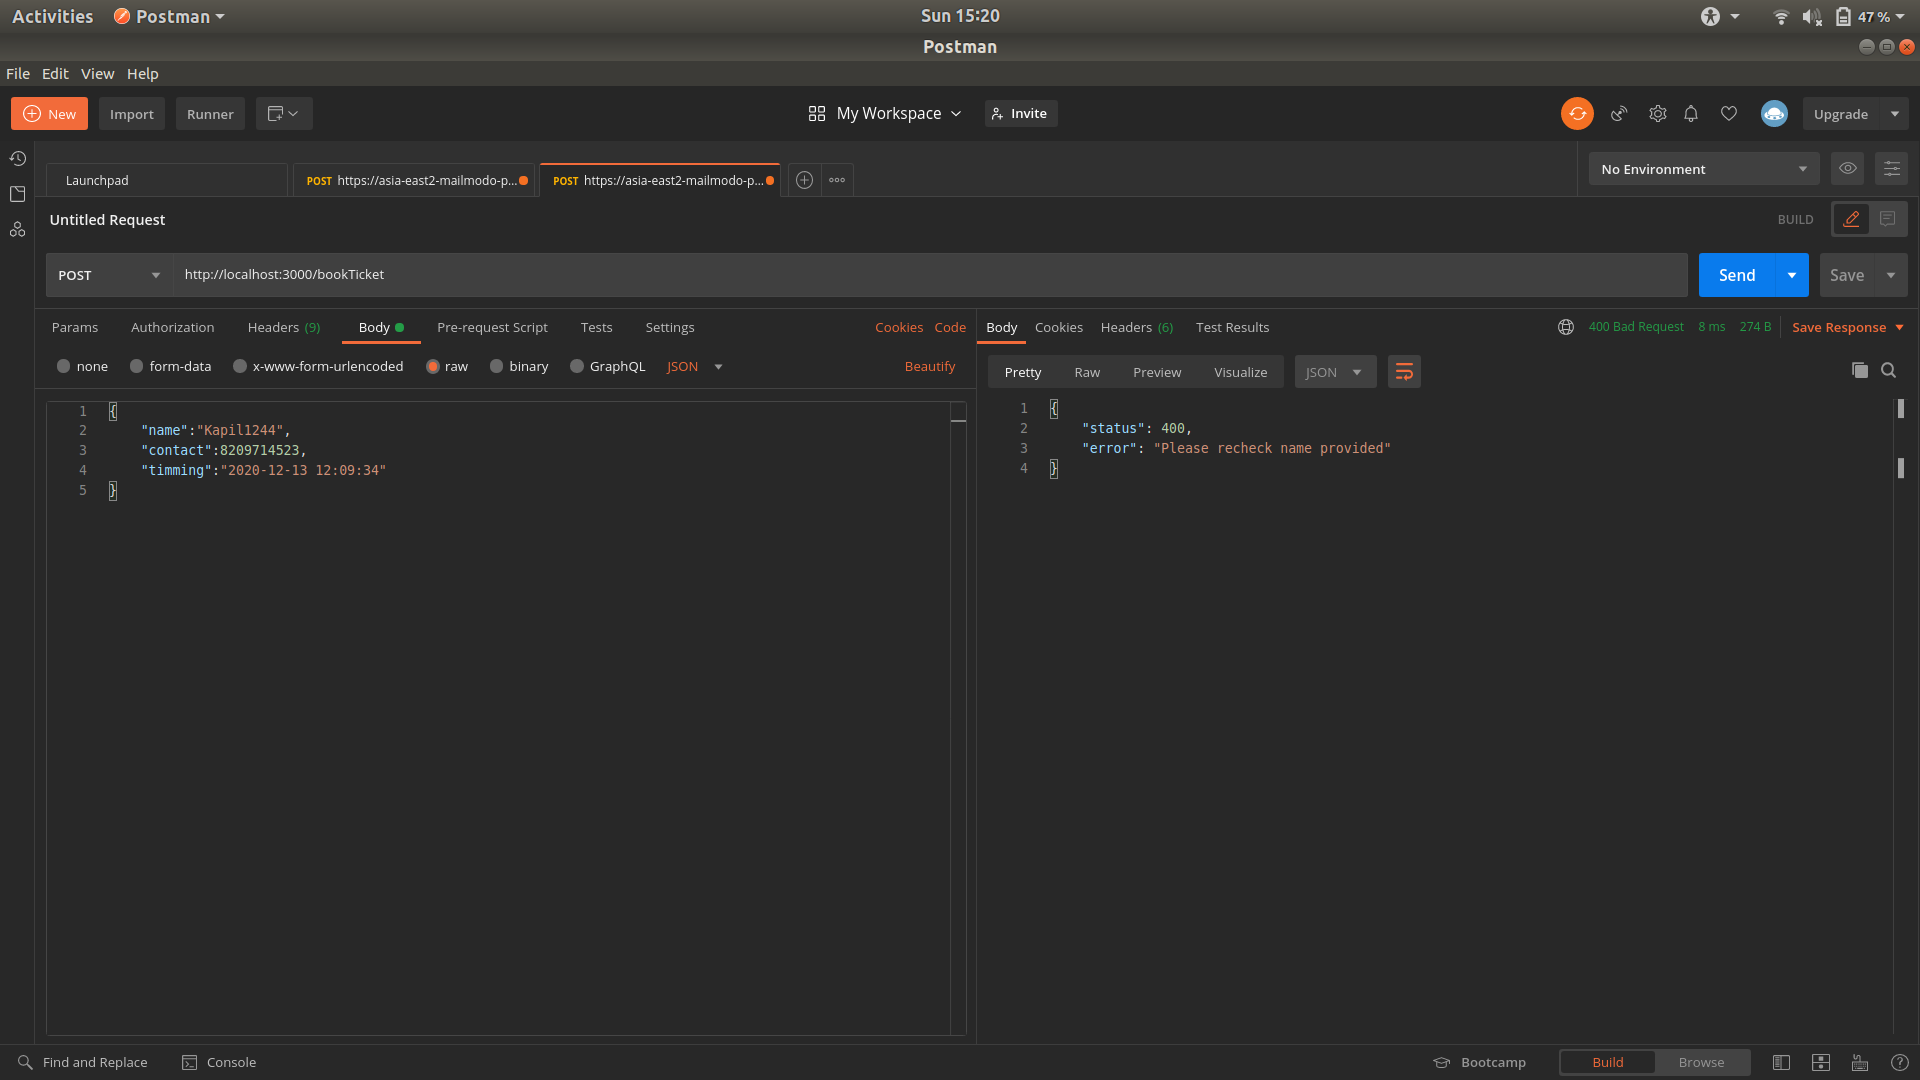 Activities Postman Sun 15:20 47 %
Postman
File Edit View Help
New Import Runner My Workspace Invite Upgrade
Launchpad POST https://asia-east2-mailmodo-p... POST https://asia-east2-mailmodo-p... No Environment
Untitled Request BUILD
POST http://localhost:3000/bookTicket Send Save
Params Authorization Headers (9) Body Pre-request Script Tests Settings Cookies Code
none form-data x-www-form-urlencoded raw binary GraphQL JSON Beautify
1 {
2 "name":"Kapil1244",
3 "contact":8209714523,
4 "timming":"2020-12-13 12:09:34"
5 }
Body Cookies Headers (6) Test Results 400 Bad Request 8 ms 274 B Save Response
Pretty Raw Preview Visualize JSON
1 {
2 "status": 400,
3 "error": "Please recheck name provided"
4 }
Find and Replace Console Bootcamp Build Browse